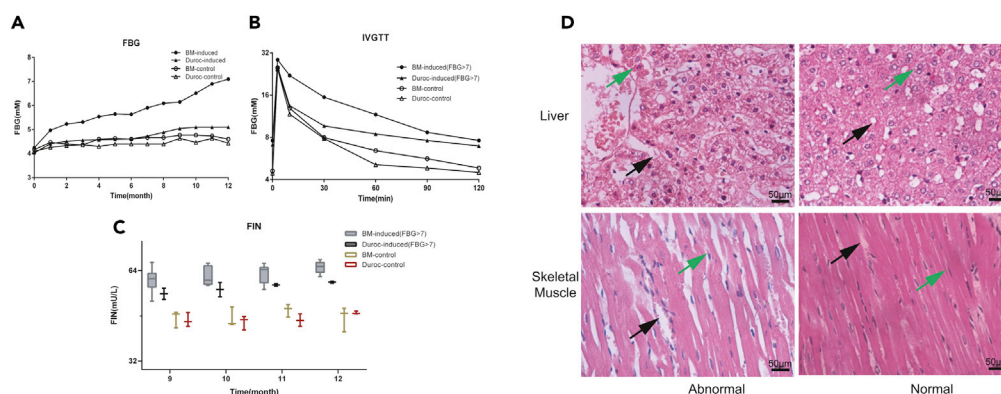 A
FBG
BM-induced
Duroc-induced
BM-control
Duroc-control
FBG(mM)
8
7
6
5
4
3
0 2 4 6 8 10 12
Time(month)
B
IVGTT
BM-induced(FBG>7)
Duroc-induced(FBG>7)
BM-control
Duroc-control
FBG(mM)
32
16
8
4
0 30 60 90 120
Time(min)
C
FIN
BM-induced(FBG>7)
Duroc-induced(FBG>7)
BM-control
Duroc-control
FIN(mU/L)
64
32
9 10 11 12
Time(month)
D
Liver
50μm
50μm
Skeletal
Muscle
50μm
50μm
Abnormal
Normal